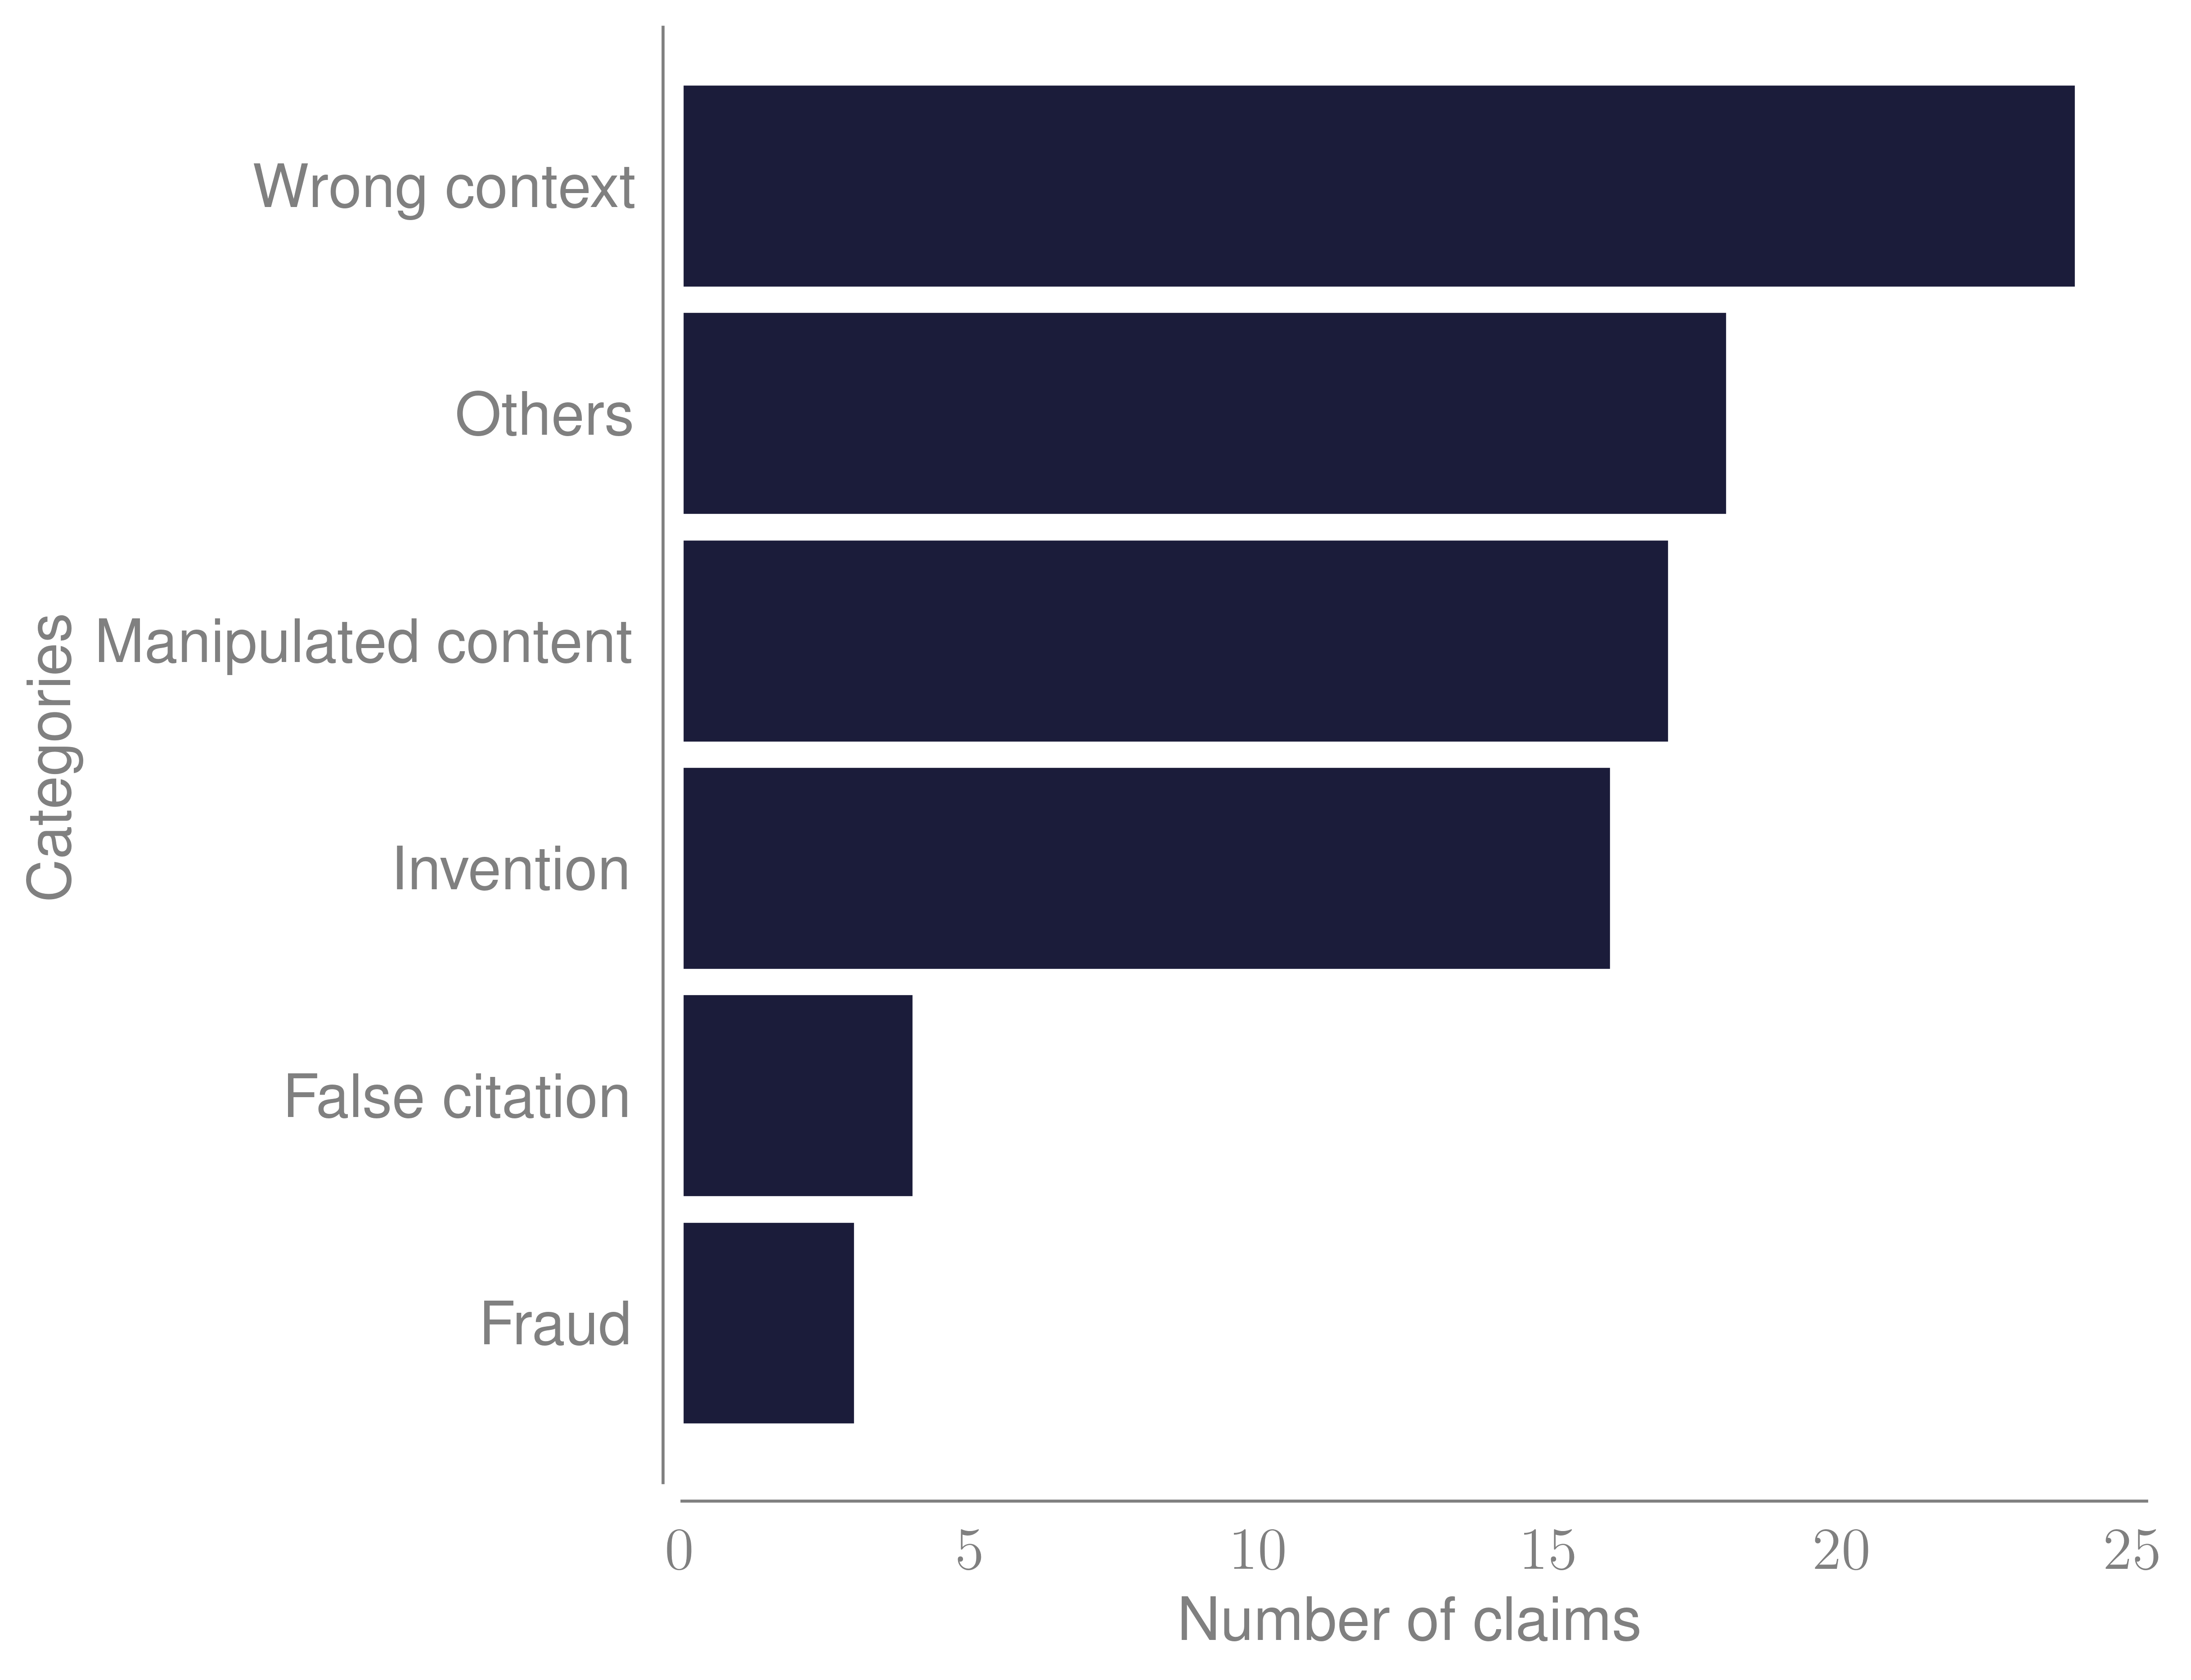 Wrong context
Others
Manipulated content
Invention
False citation
Fraud
Categories
0 5 10 15 20 25
Number of claims